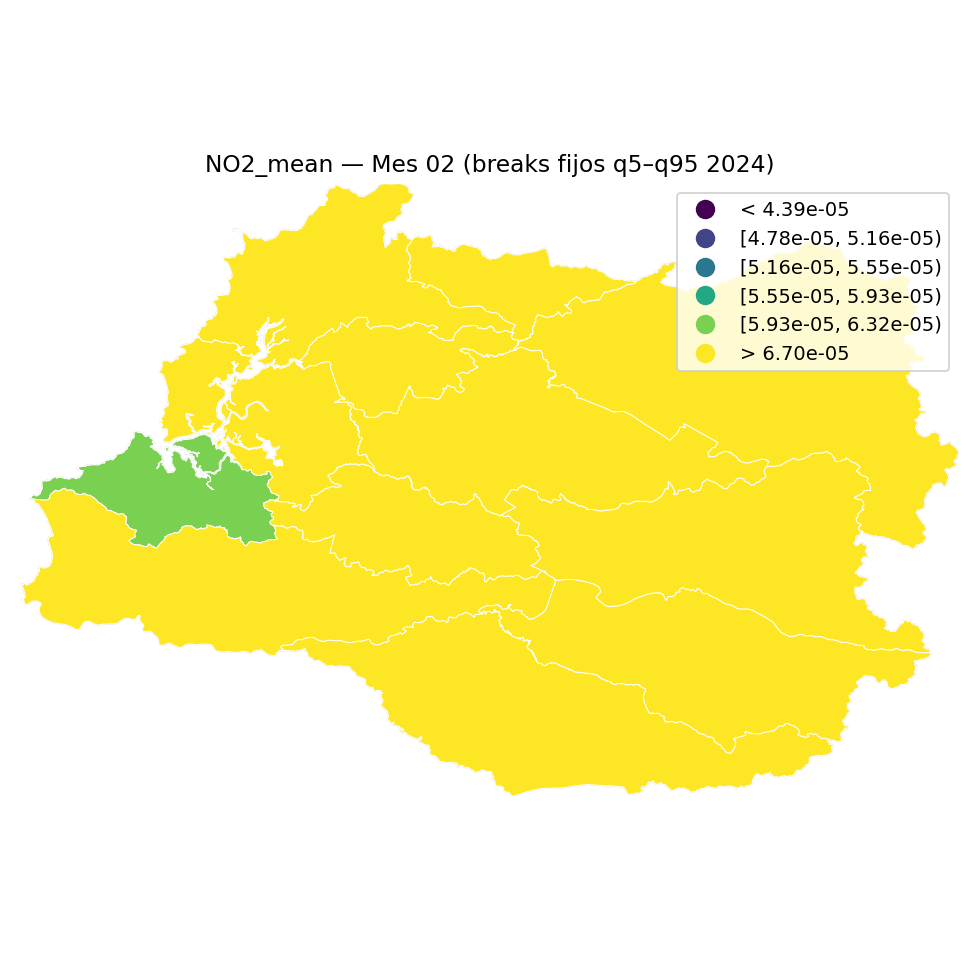 NO2_mean — Mes 02 (breaks fijos q5–q95 2024)
< 4.39e-05
[4.78e-05, 5.16e-05)
[5.16e-05, 5.55e-05)
[5.55e-05, 5.93e-05)
[5.93e-05, 6.32e-05)
> 6.70e-05